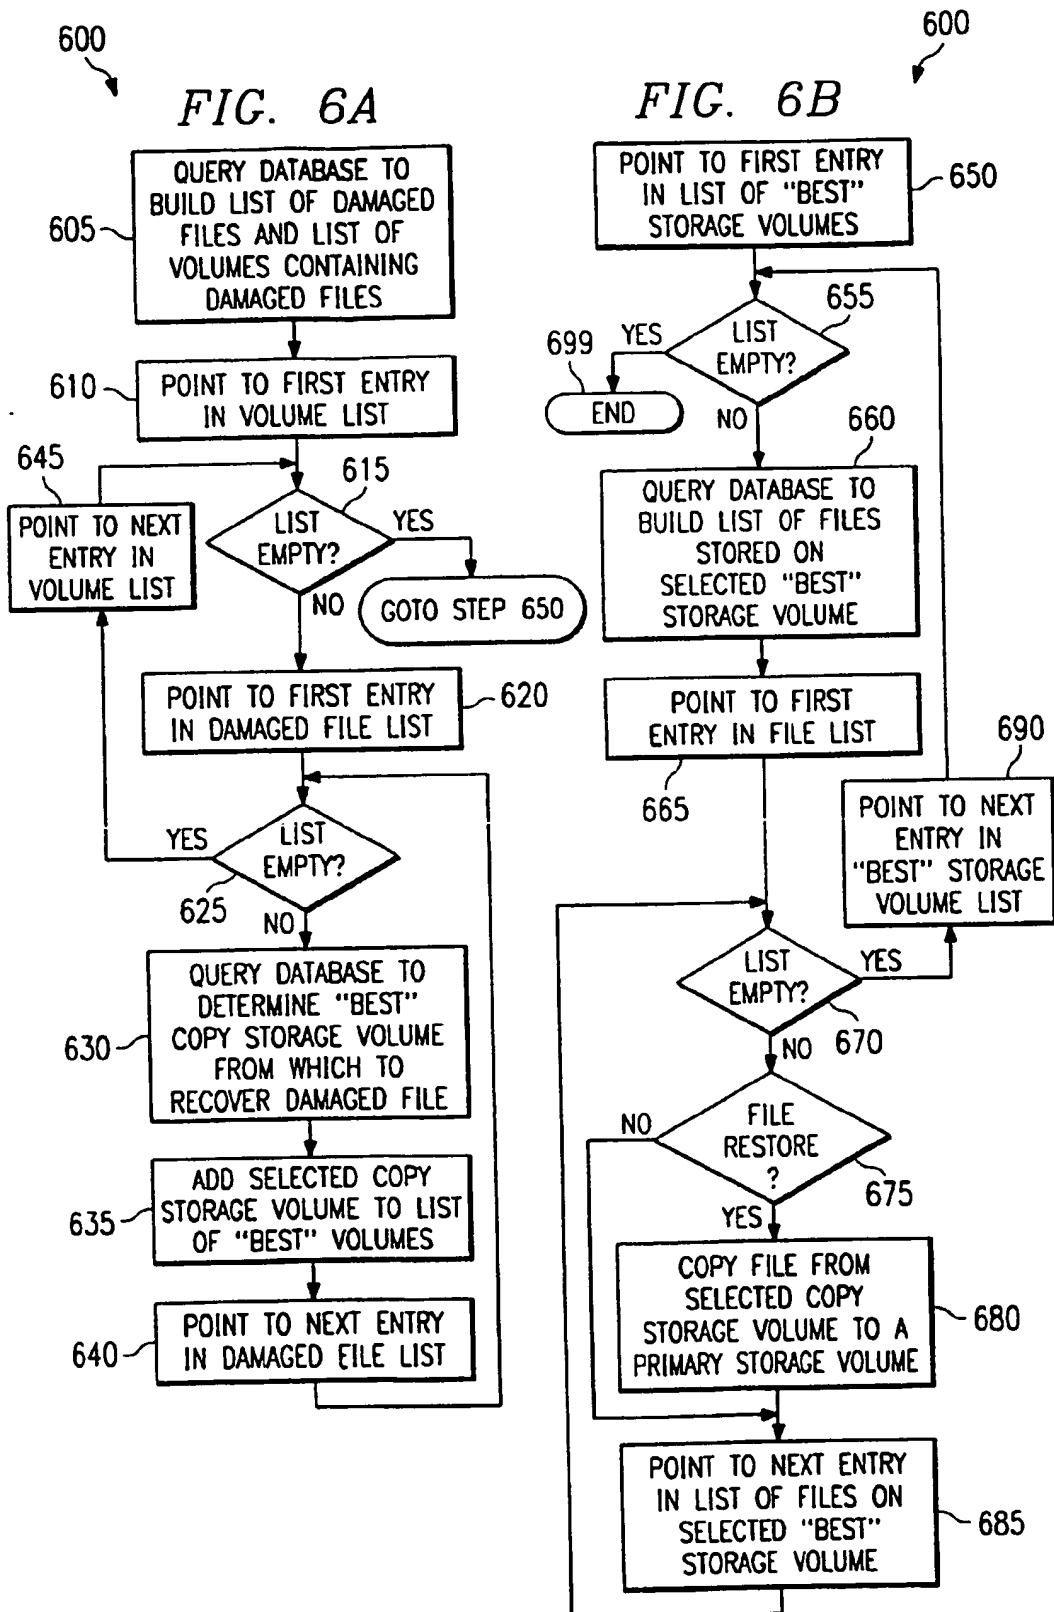 600
FIG. 6A
QUERY DATABASE TO
BUILD LIST OF DAMAGED
FILES AND LIST OF
VOLUMES CONTAINING
DAMAGED FILES
605
POINT TO FIRST ENTRY
IN VOLUME LIST
610
645
POINT TO NEXT
ENTRY IN
VOLUME LIST
615
LIST
EMPTY?
YES
GOTO STEP 650
NO
POINT TO FIRST ENTRY
IN DAMAGED FILE LIST
620
YES
LIST
EMPTY?
625
NO
QUERY DATABASE TO
DETERMINE "BEST"
COPY STORAGE VOLUME
FROM WHICH TO
RECOVER DAMAGED FILE
630
ADD SELECTED COPY
STORAGE VOLUME TO LIST
OF "BEST" VOLUMES
635
POINT TO NEXT ENTRY
IN DAMAGED FILE LIST
640
600
FIG. 6B
POINT TO FIRST ENTRY
IN LIST OF "BEST"
STORAGE VOLUMES
650
655
LIST
EMPTY?
YES
699
END
NO
660
QUERY DATABASE TO
BUILD LIST OF FILES
STORED ON
SELECTED "BEST"
STORAGE VOLUME
POINT TO FIRST
ENTRY IN FILE LIST
665
690
POINT TO NEXT
ENTRY IN
"BEST" STORAGE
VOLUME LIST
LIST
EMPTY?
YES
670
NO
NO
FILE
RESTORE
?
675
YES
COPY FILE FROM
SELECTED COPY
STORAGE VOLUME TO A
PRIMARY STORAGE VOLUME
680
POINT TO NEXT ENTRY
IN LIST OF FILES ON
SELECTED "BEST"
STORAGE VOLUME
685